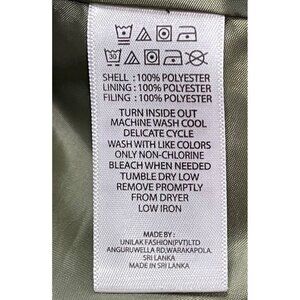 30
SHELL : 100% POLYESTER
LINING : 100% POLYESTER
FILING : 100% POLYESTER
TURN INSIDE OUT
MACHINE WASH COOL
DELICATE CYCLE
WASH WITH LIKE COLORS
ONLY NON-CHLORINE
BLEACH WHEN NEEDED
TUMBLE DRY LOW
REMOVE PROMPTLY
FROM DRYER
LOW IRON
MADE BY :
UNILAK FASHION(PVT)LTD
ANGURUWELLA RD, WARAKAPOLA.
SRI LANKA
MADE IN SRI LANKA